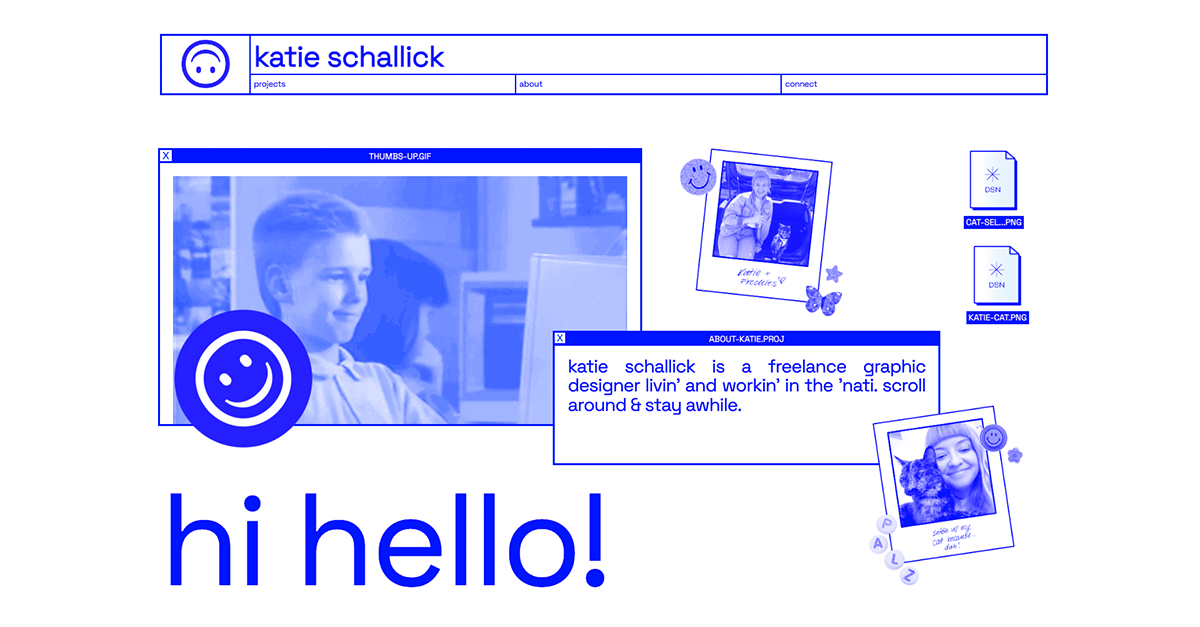 katie schallick
projects
about
connect
X
THUMBS-UP.GIF
Katie +
Freckles
DSN
CAT-SEL...PNG
DSN
KATIE-CAT.PNG
X
ABOUT-KATIE.PROJ
katie schallick is a freelance graphic
designer livin' and workin' in the 'nati. scroll
around & stay awhile.
selfie w/ my
cat because...
duh!
PALZ
hi hello!